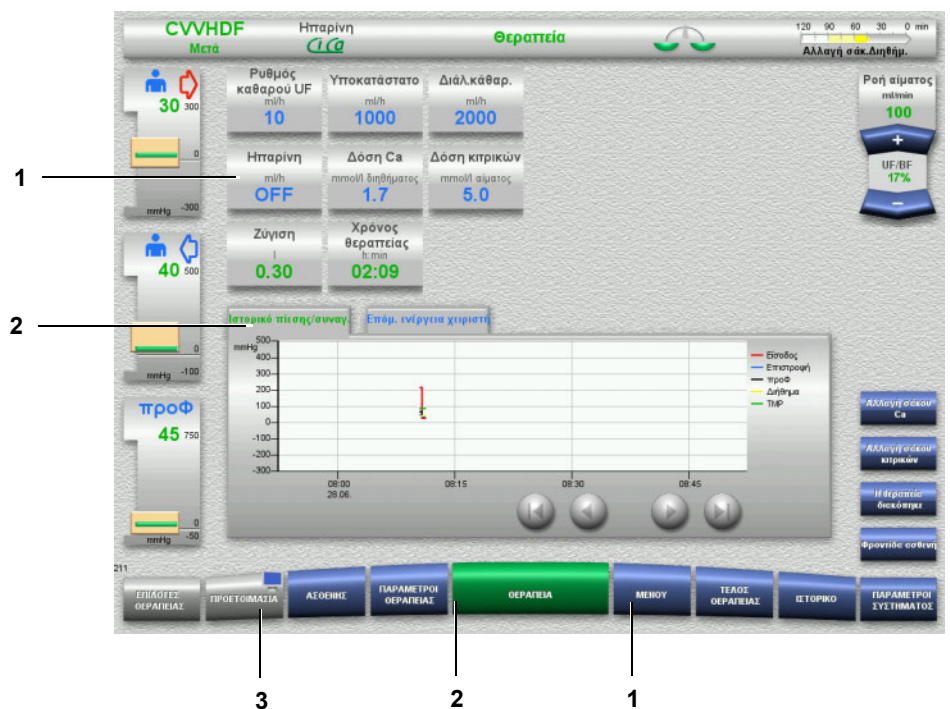 CVVHDF
Μετά
Ηπαρίνη
CiCa
Θεραπεία
120 90 60 30 0 min
Αλλαγή σάκ.Διηθήμ.
30
300
0
-300
mmHg
40
500
0
-100
mmHg
προΦ
45
750
0
-50
mmHg
Ρυθμός
καθαρού UF
ml/h
10
Υποκατάστατο
ml/h
1000
Διάλ.κάθαρ.
ml/h
2000
1
Ηπαρίνη
ml/h
OFF
Δόση Ca
mmol/l διηθήματος
1.7
Δόση κιτρικών
mmol/l αίματος
5.0
Ζύγιση
l
0.30
Χρόνος
θεραπείας
h:min
02:09
Ροή αίματος
ml/min
100
+
UF/BF
17%
–
2
Ιστορικό πίεσης/συναγ.
Επόμ. ενέργεια χειριστή
mmHg
500
400
300
200
100
0
-100
-200
-300
08:00
28.06.
08:15
08:30
08:45
Είσοδος
Επιστροφή
προΦ
Διήθημα
TMP
Αλλαγή σάκου
Ca
Αλλαγή σάκου
κιτρικών
Η θεραπεία
διακόπηκε
Φροντίδα ασθενή
211
ΕΠΙΛΟΓΕΣ
ΘΕΡΑΠΕΙΑΣ
ΠΡΟΕΤΟΙΜΑΣΙΑ
ΑΣΘΕΝΗΣ
ΠΑΡΑΜΕΤΡΟΙ
ΘΕΡΑΠΕΙΑΣ
ΘΕΡΑΠΕΙΑ
ΜΕΝΟΥ
ΤΕΛΟΣ
ΘΕΡΑΠΕΙΑΣ
ΙΣΤΟΡΙΚΟ
ΠΑΡΑΜΕΤΡΟΙ
ΣΥΣΤΗΜΑΤΟΣ
3
2
1